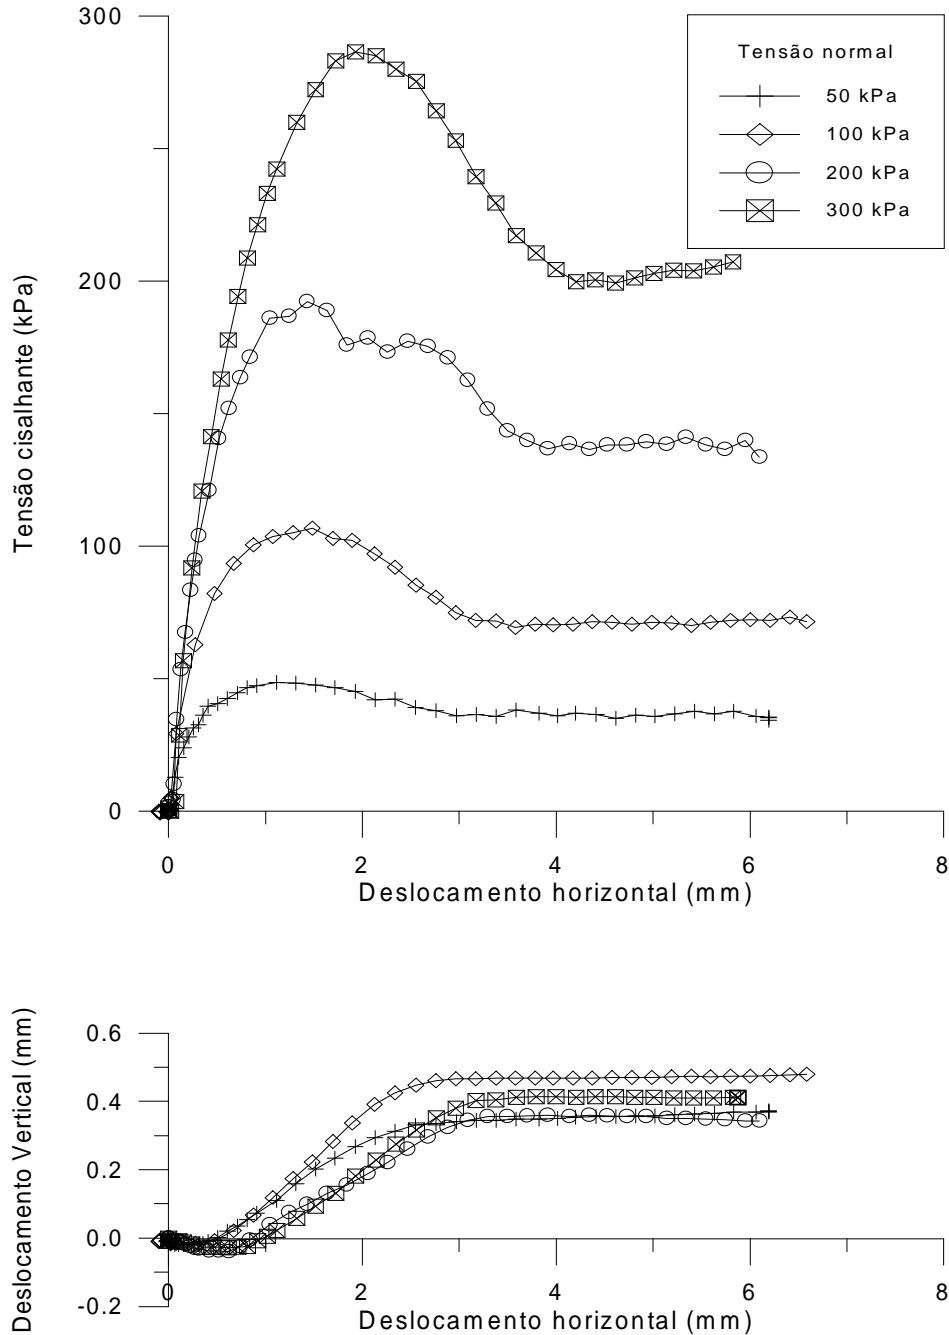 300
200
100
0
Tensão cisalhante (kPa)
Tensão normal
50 kPa
100 kPa
200 kPa
300 kPa
0 2 4 6 8
Deslocamento horizontal (mm)
0.6
0.4
0.2
0.0
-0.2
Deslocamento Verical (mm)
0 2 4 6 8
Deslocamento horizontal (mm)